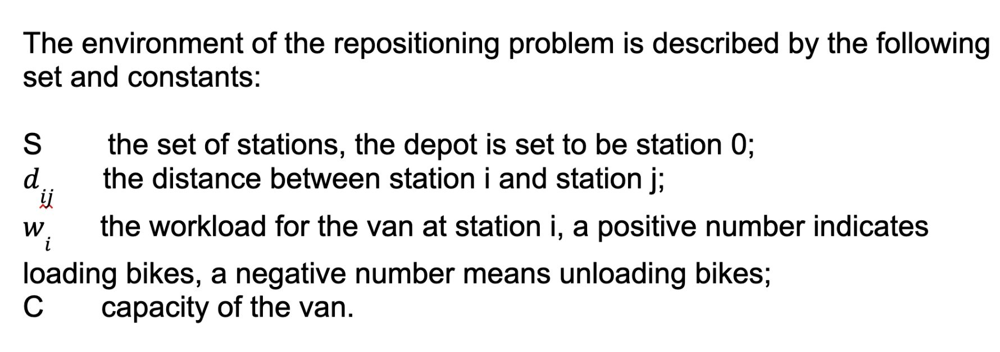 The environment of the repositioning problem is described by the following
set and constants:
S the set of stations, the depot is set to be station 0;
d_ij the distance between station i and station j;
w_i the workload for the van at station i, a positive number indicates
loading bikes, a negative number means unloading bikes;
C capacity of the van.